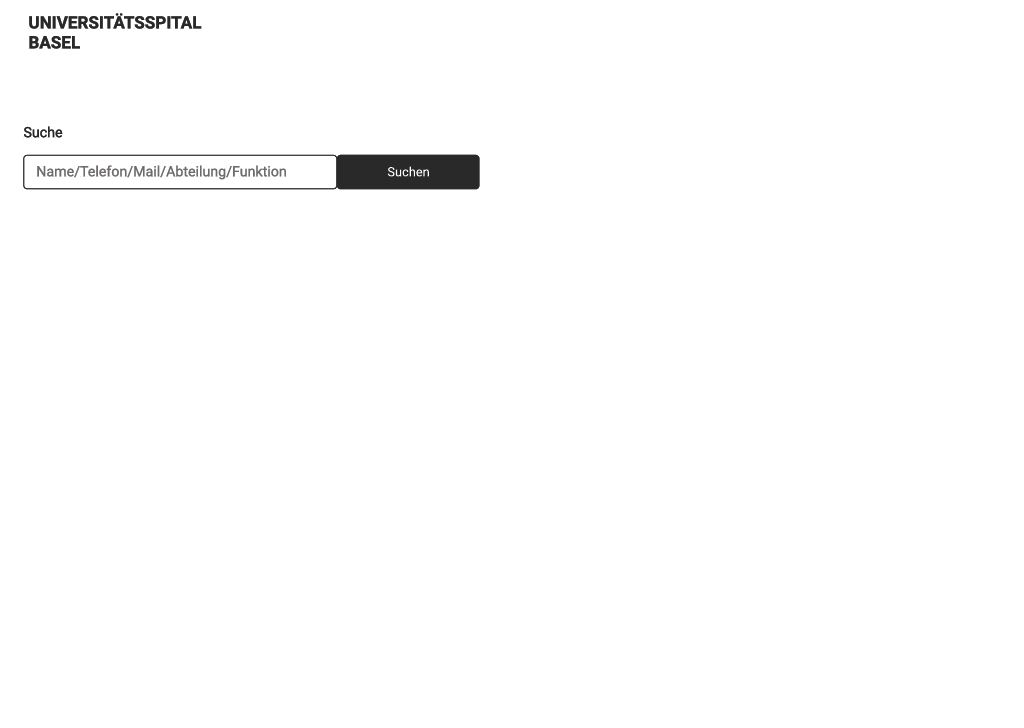 UNIVERSITÄTSSPITAL
BASEL
Suche
Name/Telefon/Mail/Abteilung/Funktion
Suchen